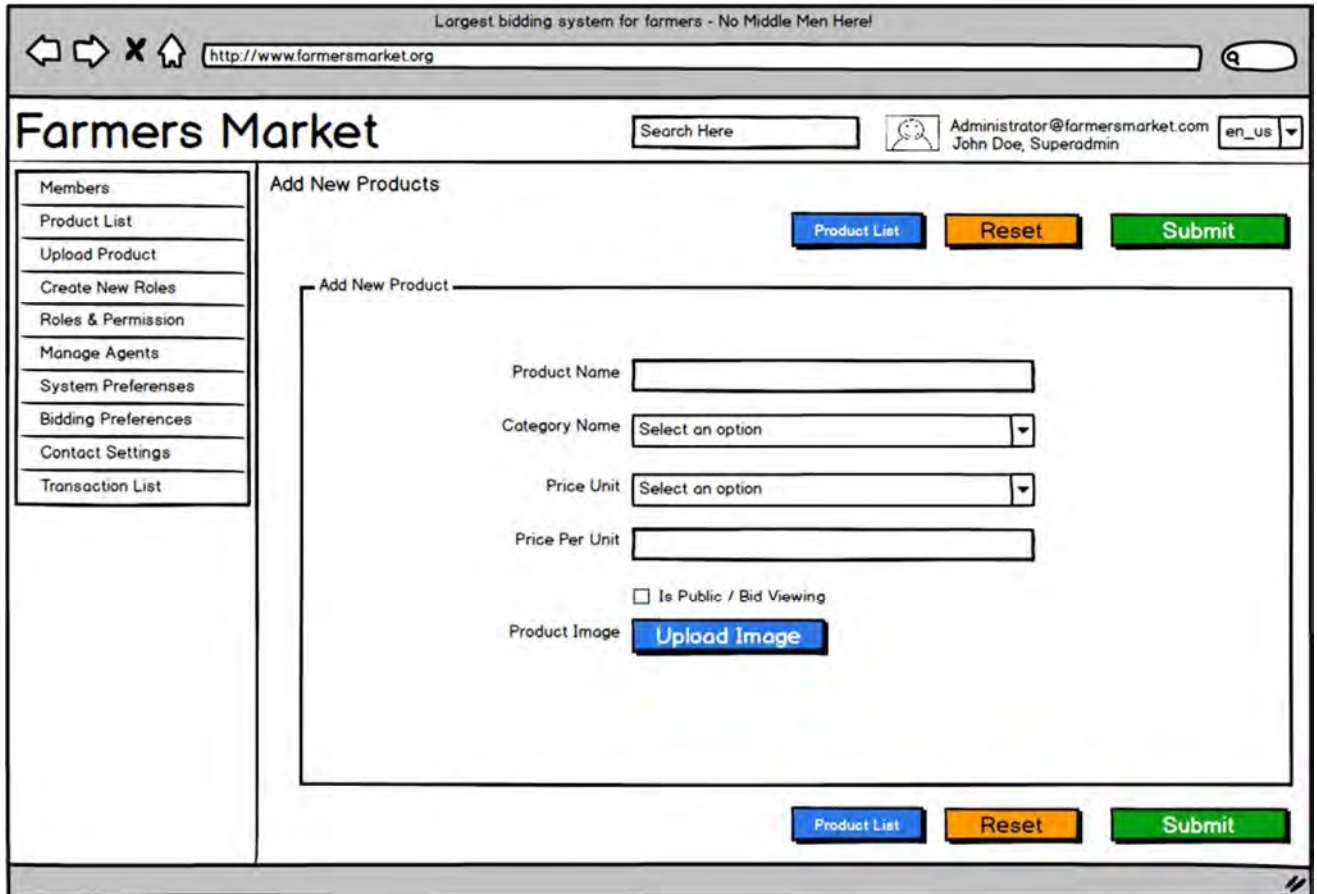 Largest bidding system for farmers - No Middle Men Here!
http://www.farmersmarket.org
Farmers Market
Search Here
Administrator@farmersmarket.com
John Doe, Superadmin
en_us
Members
Product List
Upload Product
Create New Roles
Roles & Permission
Manage Agents
System Preferenses
Bidding Preferences
Contact Settings
Transaction List
Add New Products
Product List
Reset
Submit
Add New Product
Product Name
Category Name
Select an option
Price Unit
Select an option
Price Per Unit
Is Public / Bid Viewing
Product Image
Upload Image
Product List
Reset
Submit